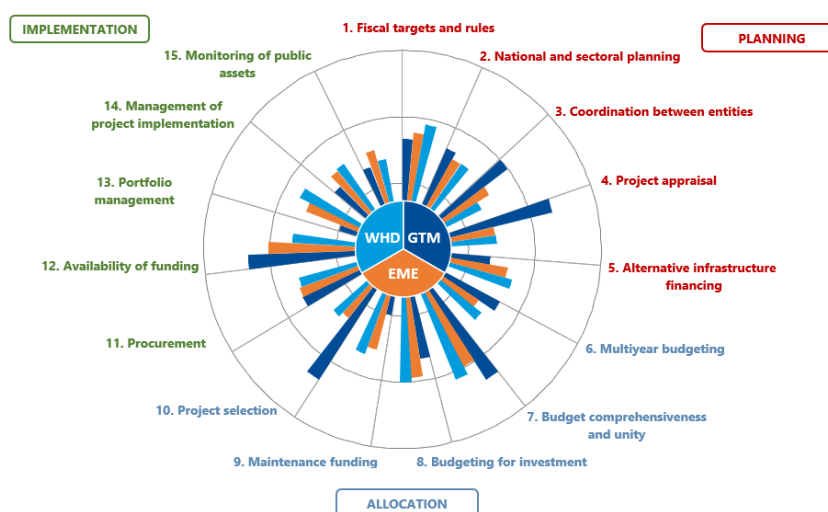 IMPLEMENTATION
PLANNING
1. Fiscal targets and rules
2. National and sectoral planning
3. Coordination between entities
4. Project appraisal
5. Alternative infrastructure
financing
6. Multiyear budgeting
7. Budget comprehensiveness
and unity
8. Budgeting for investment
9. Maintenance funding
10. Project selection
11. Procurement
12. Availability of funding
13. Portfolio
management
14. Management of
project implementation
15. Monitoring of public
assets
WHD
GTM
EME
ALLOCATION